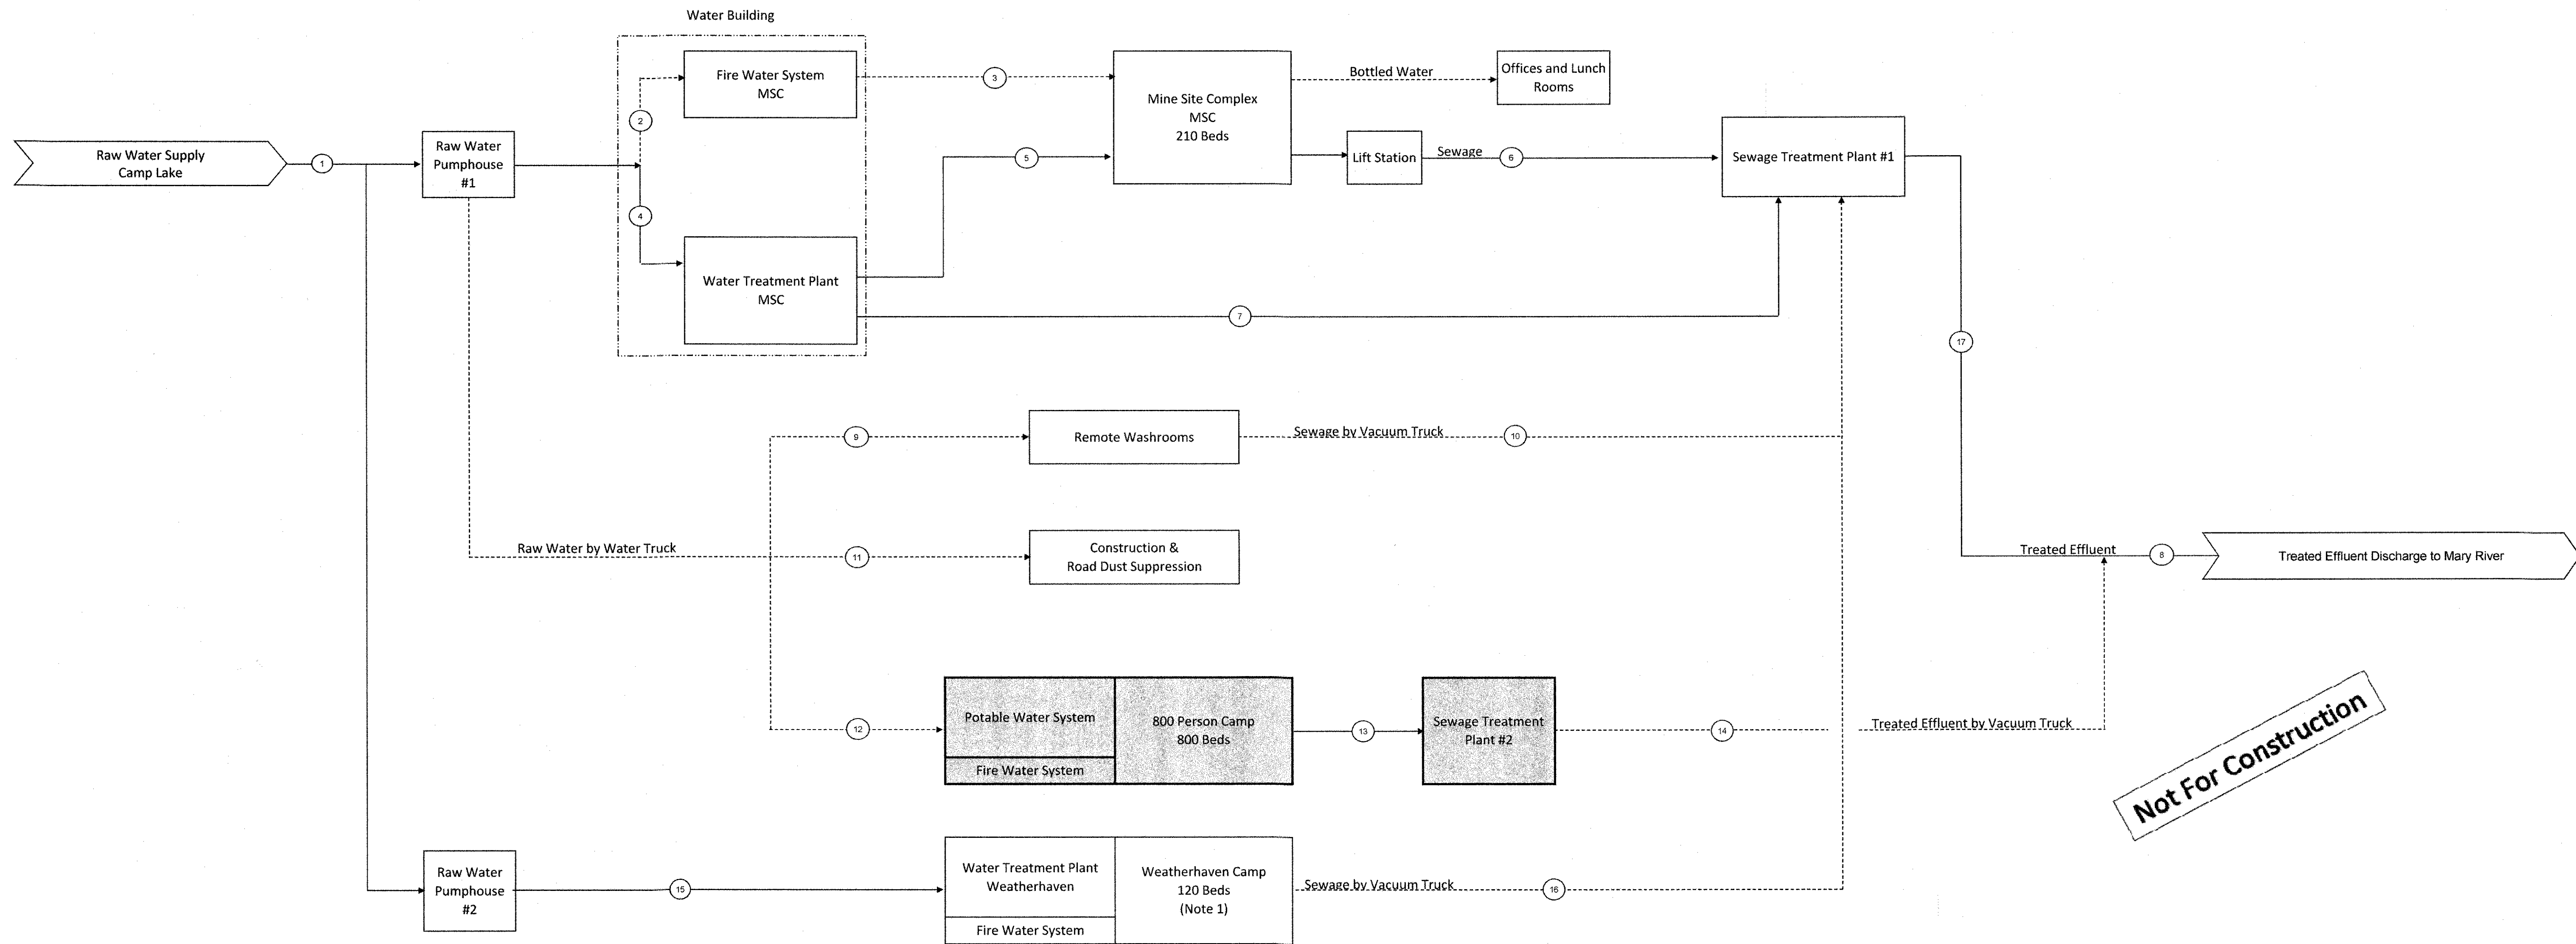 Water Building
Fire Water System
MSC
3
2
Mine Site Complex
MSC
210 Beds
Bottled Water
Offices and Lunch
Rooms
Raw Water Supply
Camp Lake
1
Raw Water
Pumphouse
#1
5
Lift Station
Sewage
6
Sewage Treatment Plant #1
4
Water Treatment Plant
MSC
7
17
9
Remote Washrooms
Sewage by Vacuum Truck
10
Raw Water by Water Truck
11
Construction &
Road Dust Suppression
Treated Effluent
8
Treated Effluent Discharge to Mary River
12
Potable Water System
Fire Water System
800 Person Camp
800 Beds
13
Sewage Treatment
Plant #2
14
Treated Effluent by Vacuum Truck
Not For Construction
Raw Water
Pumphouse
#2
15
Water Treatment Plant
Weatherhaven
Fire Water System
Weatherhaven Camp
120 Beds
(Note 1)
Sewage by Vacuum Truck
16